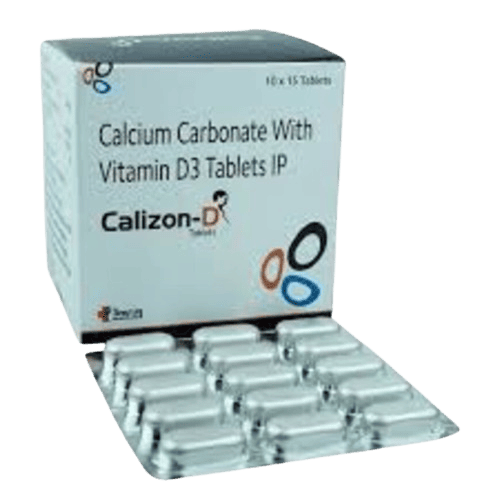 10 x 15 Tablets
Calcium Carbonate With
Vitamin D3 Tablets IP
Calizon-D
Tablets